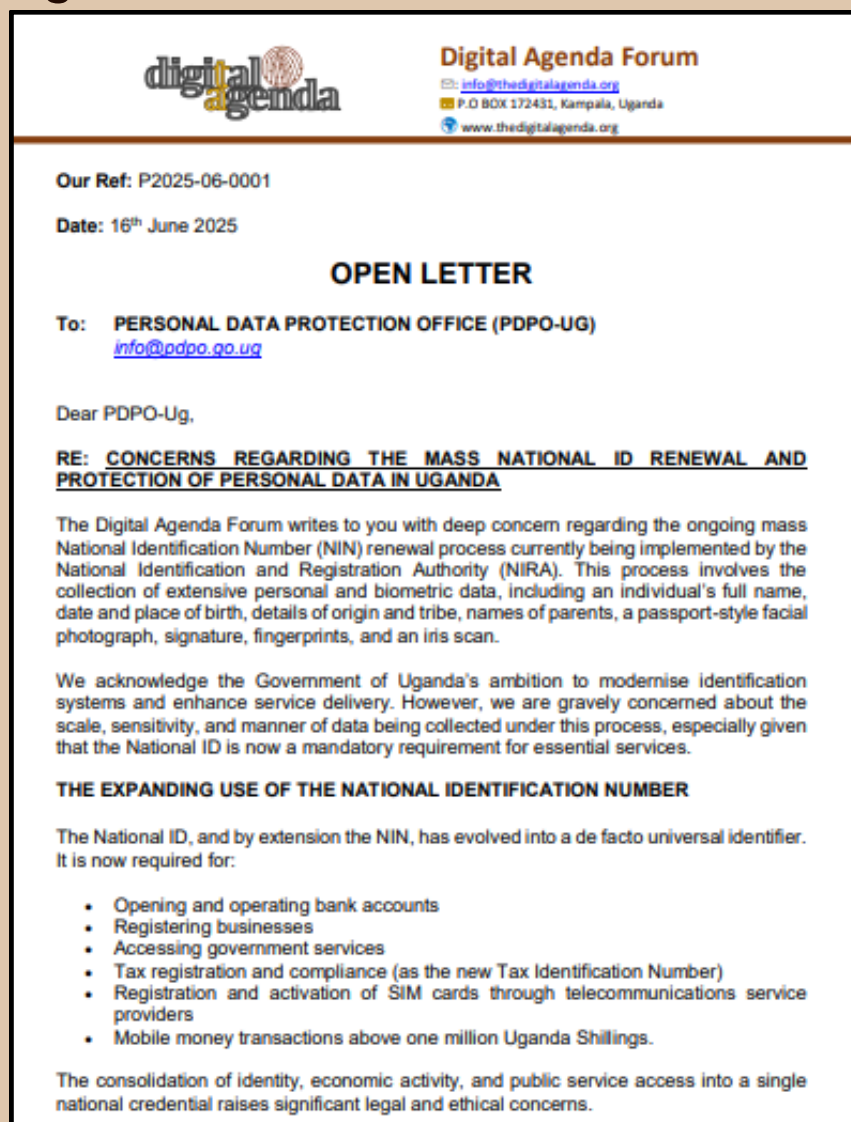 digital
agenda
Digital Agenda Forum
: info@thedigitalagenda.org
P.O BOX 172431, Kampala, Uganda
www.thedigitalagenda.org
Our Ref: P2025-06-0001
Date: 16th June 2025
OPEN LETTER
To: PERSONAL DATA PROTECTION OFFICE (PDPO-UG)
info@pdpo.go.ug
Dear PDPO-Ug,
RE: CONCERNS REGARDING THE MASS NATIONAL ID RENEWAL AND
PROTECTION OF PERSONAL DATA IN UGANDA
The Digital Agenda Forum writes to you with deep concern regarding the ongoing mass
National Identification Number (NIN) renewal process currently being implemented by the
National Identification and Registration Authority (NIRA). This process involves the
collection of extensive personal and biometric data, including an individual's full name,
date and place of birth, details of origin and tribe, names of parents, a passport-style facial
photograph, signature, fingerprints, and an iris scan.
We acknowledge the Government of Uganda's ambition to modernise identification
systems and enhance service delivery. However, we are gravely concerned about the
scale, sensitivity, and manner of data being collected under this process, especially given
that the National ID is now a mandatory requirement for essential services.
THE EXPANDING USE OF THE NATIONAL IDENTIFICATION NUMBER
The National ID, and by extension the NIN, has evolved into a de facto universal identifier.
It is now required for:
• Opening and operating bank accounts
• Registering businesses
• Accessing government services
• Tax registration and compliance (as the new Tax Identification Number)
• Registration and activation of SIM cards through telecommunications service
providers
• Mobile money transactions above one million Uganda Shillings.
The consolidation of identity, economic activity, and public service access into a single
national credential raises significant legal and ethical concerns.